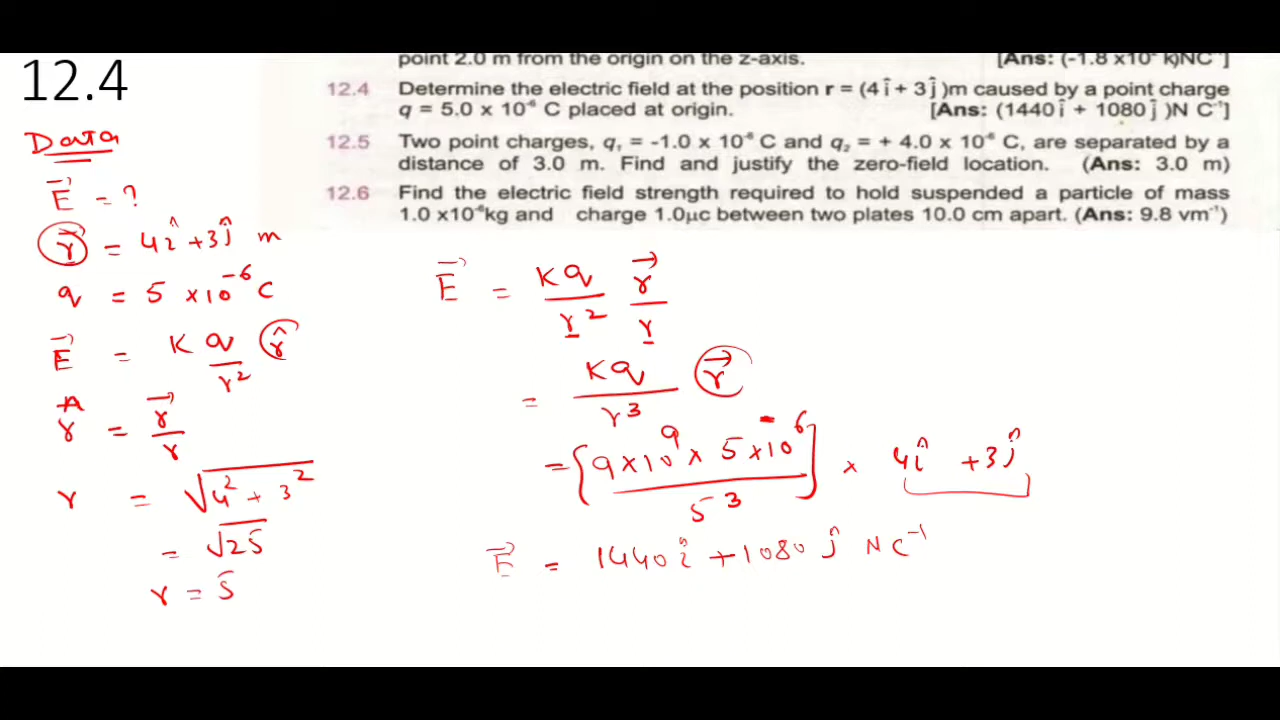 12.4
point 2.0 m from the origin on the z-axis. [Ans: (-1.8 x10 k)NC⁻¹]
12.4 Determine the electric field at the position r = (4 î + 3 ĵ )m caused by a point charge
q = 5.0 x 10⁻⁶ C placed at origin. [Ans: (1440 î + 1080 ĵ )N C⁻¹]
12.5 Two point charges, q₁ = -1.0 x 10⁻⁶ C and q₂ = + 4.0 x 10⁻⁶ C, are separated by a
distance of 3.0 m. Find and justify the zero-field location. (Ans: 3.0 m)
12.6 Find the electric field strength required to hold suspended a particle of mass
1.0 x10⁻⁶kg and charge 1.0μc between two plates 10.0 cm apart. (Ans: 9.8 vm⁻¹)
Data
E⃗ = ?
r⃗ = 4î + 3ĵ m
q = 5 × 10⁻⁶ C
E⃗ = K q/r² r̂
r̂ = r⃗/r
r = √4² + 3²
= √25
r = 5
E⃗ = Kq/r² r⃗/r
= Kq/r³ r⃗
= [9×10⁹ × 5×10⁻⁶ / 5³] × 4î + 3ĵ
E⃗ = 1440 î + 1080 ĵ N C⁻¹